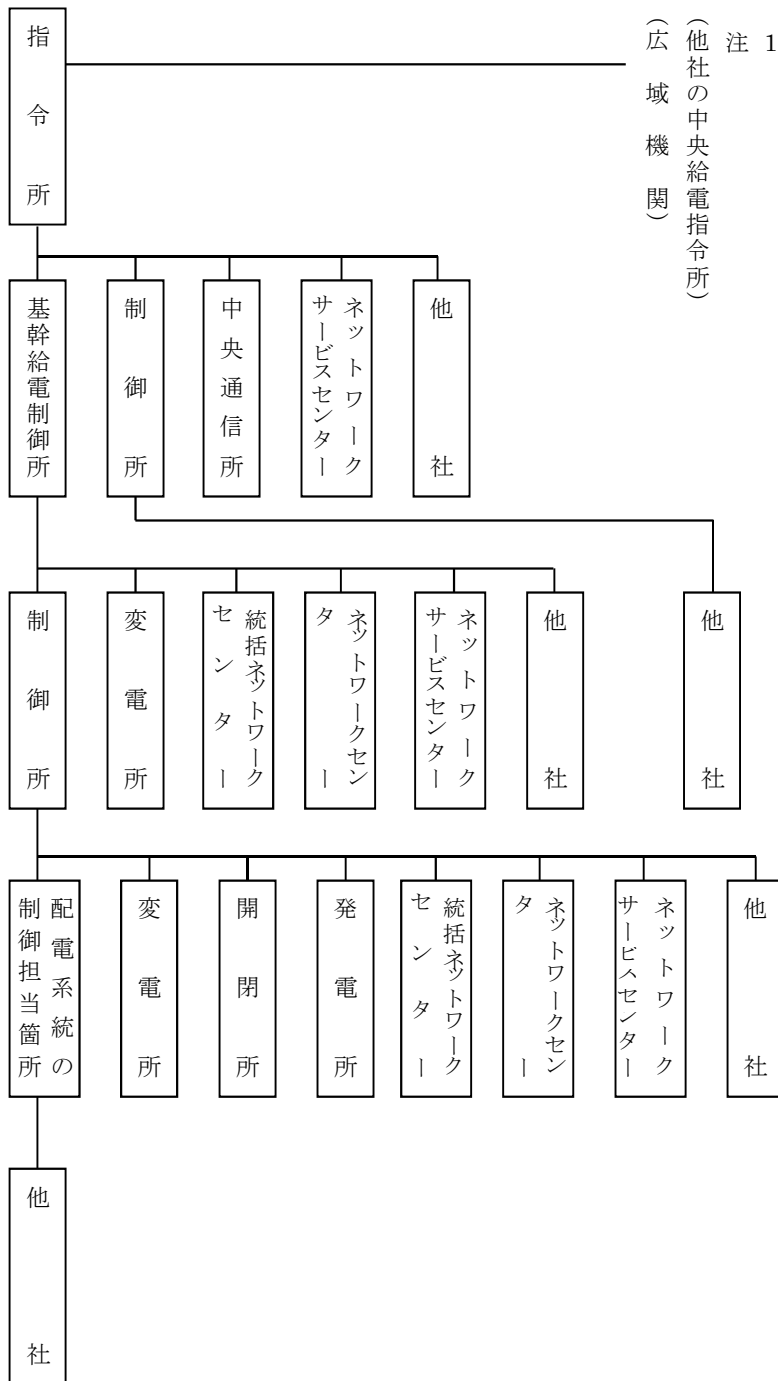 指令所
注1
(他社の中央給電指令所)
(広域機関)
基幹給電制御所
制御所
中央通信所
ネットワーク
サービスセンター
他社
制御所
変電所
統括ネットワーク
センター
ネットワークセン
ター
ネットワーク
サービスセンター
他社
他社
配電系統の
制御担当箇所
変電所
開閉所
発電所
統括ネットワーク
センター
ネットワークセン
ター
ネットワーク
サービスセンター
他社
他社